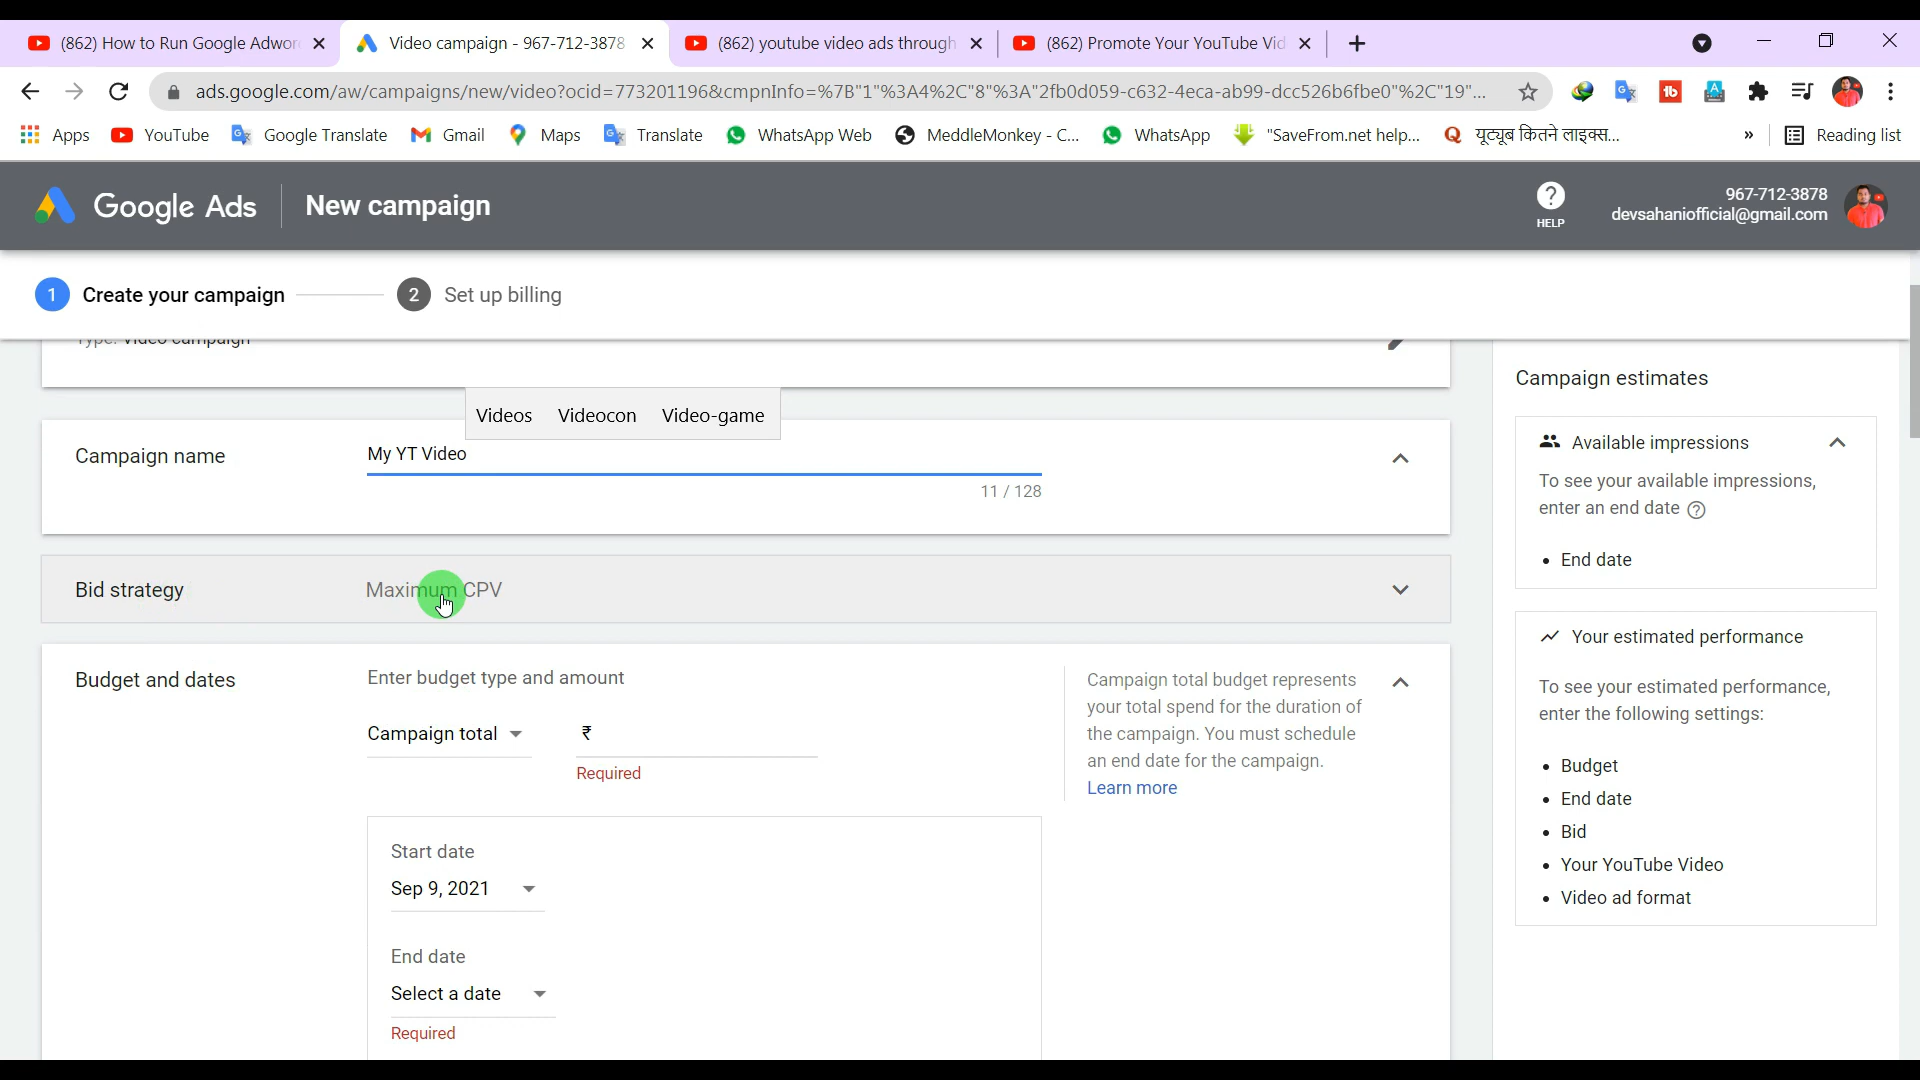 (862) How to Run Google Adwor
Video campaign - 967-712-3878
(862) youtube video ads through
(862) Promote Your YouTube Vid
ads.google.com/aw/campaigns/new/video?ocid=773201196&cmpnInfo=%7B"1"%3A4%2C"8"%3A"2fb0d059-c632-4eca-ab99-dcc526b6fbe0"%2C"19"...
Apps YouTube Google Translate Gmail Maps Translate WhatsApp Web MeddleMonkey - C... WhatsApp "SaveFrom.net help... यूट्यूब कितने लाइक्स... » Reading list
Google Ads New campaign
HELP
967-712-3878
devsahaniofficial@gmail.com
1 Create your campaign 2 Set up billing
Type: Video campaign
Videos Videocon Video-game
Campaign name My YT Video
11 / 128
Bid strategy Maximum CPV
Budget and dates Enter budget type and amount
Campaign total ₹
Required
Campaign total budget represents
your total spend for the duration of
the campaign. You must schedule
an end date for the campaign.
Learn more
Start date
Sep 9, 2021
End date
Select a date
Required
Campaign estimates
Available impressions
To see your available impressions,
enter an end date
• End date
Your estimated performance
To see your estimated performance,
enter the following settings:
• Budget
• End date
• Bid
• Your YouTube Video
• Video ad format